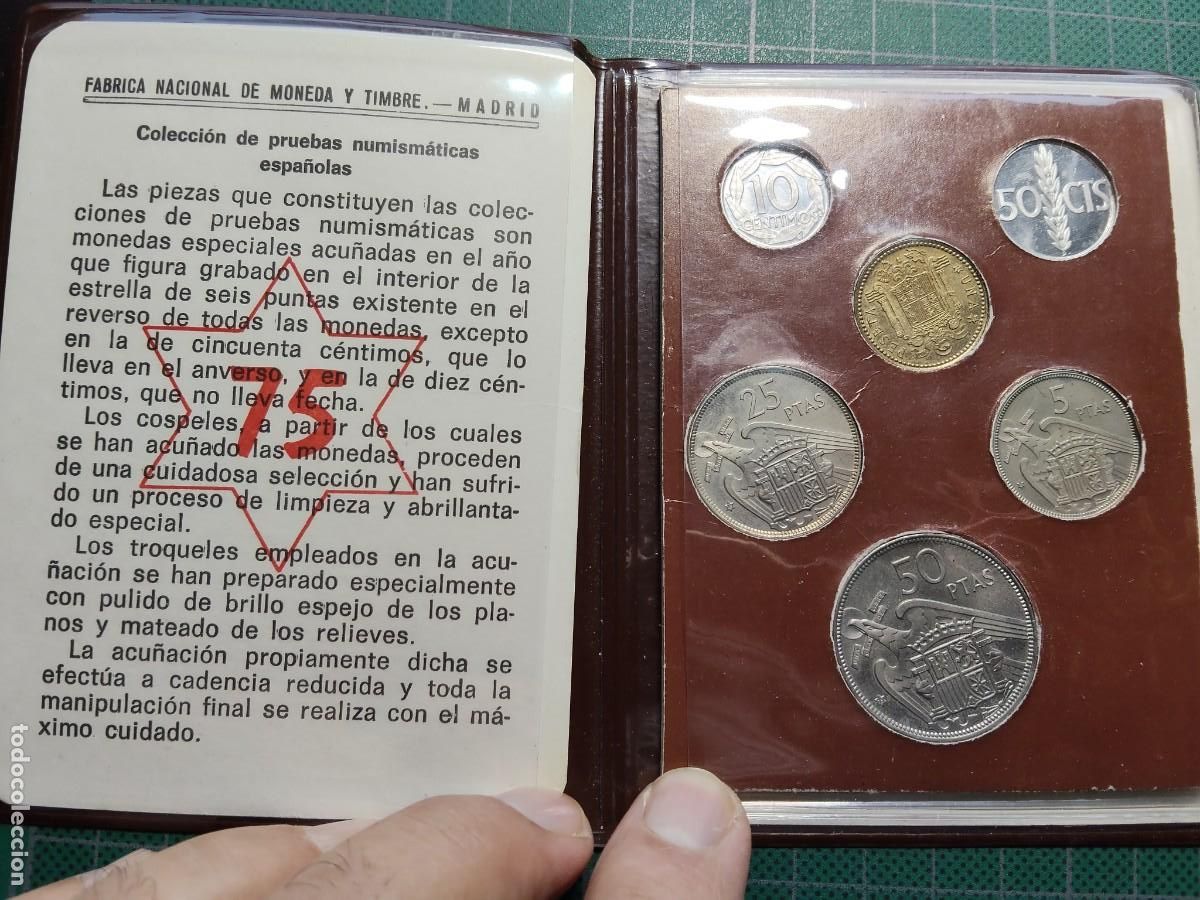 FABRICA NACIONAL DE MONEDA Y TIMBRE.—MADRID
Colección de pruebas numismáticas
españolas
Las piezas que constituyen las colec-
ciones de pruebas numismáticas son
monedas especiales acuñadas en el año
que figura grabado en el interior de la
estrella de seis puntas existente en el
reverso de todas las monedas, excepto
en la de cincuenta céntimos, que lo
lleva en el anverso, y en la de diez cén-
timos, que no lleva fecha.
Los cospeles, a partir de los cuales
se han acuñado las monedas, proceden
de una cuidadosa selección y han sufri-
do un proceso de limpieza y abrillanta-
do especial.
Los troqueles empleados en la acu-
ñación se han preparado especialmente
con pulido de brillo espejo de los pla-
nos y mateado de los relieves.
La acuñación propiamente dicha se
efectúa a cadencia reducida y toda la
manipulación final se realiza con el má-
ximo cuidado.
75
10
CENTIMOS
50 CTS
UNA
PESETA
25 PTAS
5 PTAS
50 PTAS
todocoleccion